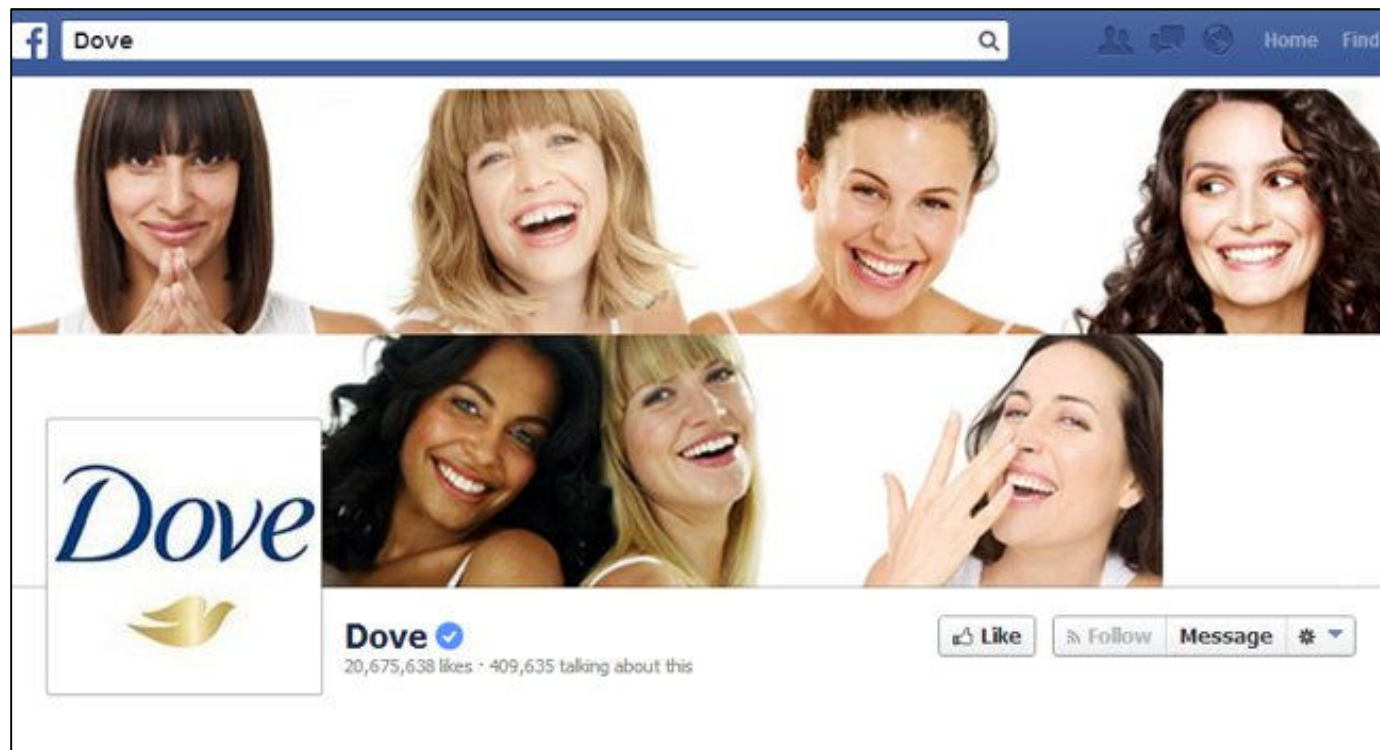 f Dove Home Find
Dove
Dove
20,675,638 likes · 409,635 talking about this
Like Follow Message